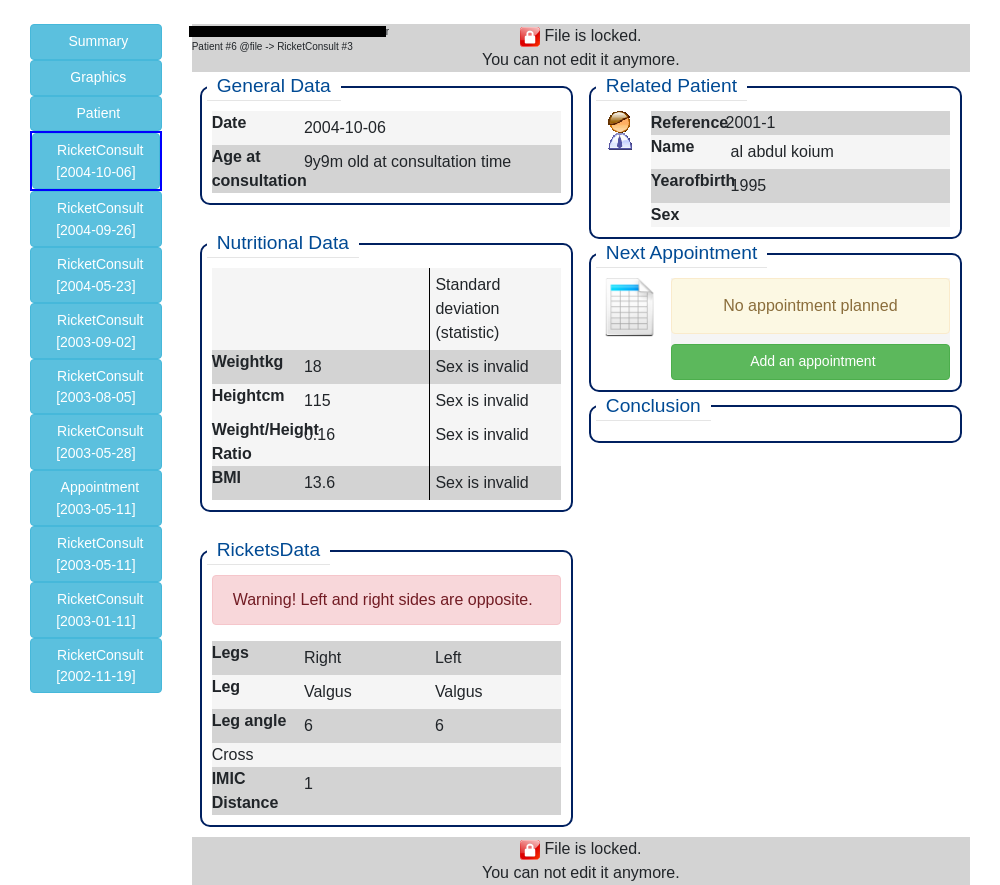 Summary
Graphics
Patient
RicketConsult
[2004-10-06]
RicketConsult
[2004-09-26]
RicketConsult
[2004-05-23]
RicketConsult
[2003-09-02]
RicketConsult
[2003-08-05]
RicketConsult
[2003-05-28]
Appointment
[2003-05-11]
RicketConsult
[2003-05-11]
RicketConsult
[2003-01-11]
RicketConsult
[2002-11-19]
Patient #6 @file -> RicketConsult #3
File is locked.
You can not edit it anymore.
General Data
Date 2004-10-06
Age at
consultation 9y9m old at consultation time
Nutritional Data
Standard
deviation
(statistic)
Weightkg 18 Sex is invalid
Heightcm 115 Sex is invalid
Weight/Height
Ratio 0.16 Sex is invalid
BMI 13.6 Sex is invalid
RicketsData
Warning! Left and right sides are opposite.
Legs Right Left
Leg Valgus Valgus
Leg angle 6 6
Cross
IMIC
Distance 1
Related Patient
Reference 2001-1
Name al abdul koium
Yearofbirth 1995
Sex
Next Appointment
No appointment planned
Add an appointment
Conclusion
File is locked.
You can not edit it anymore.